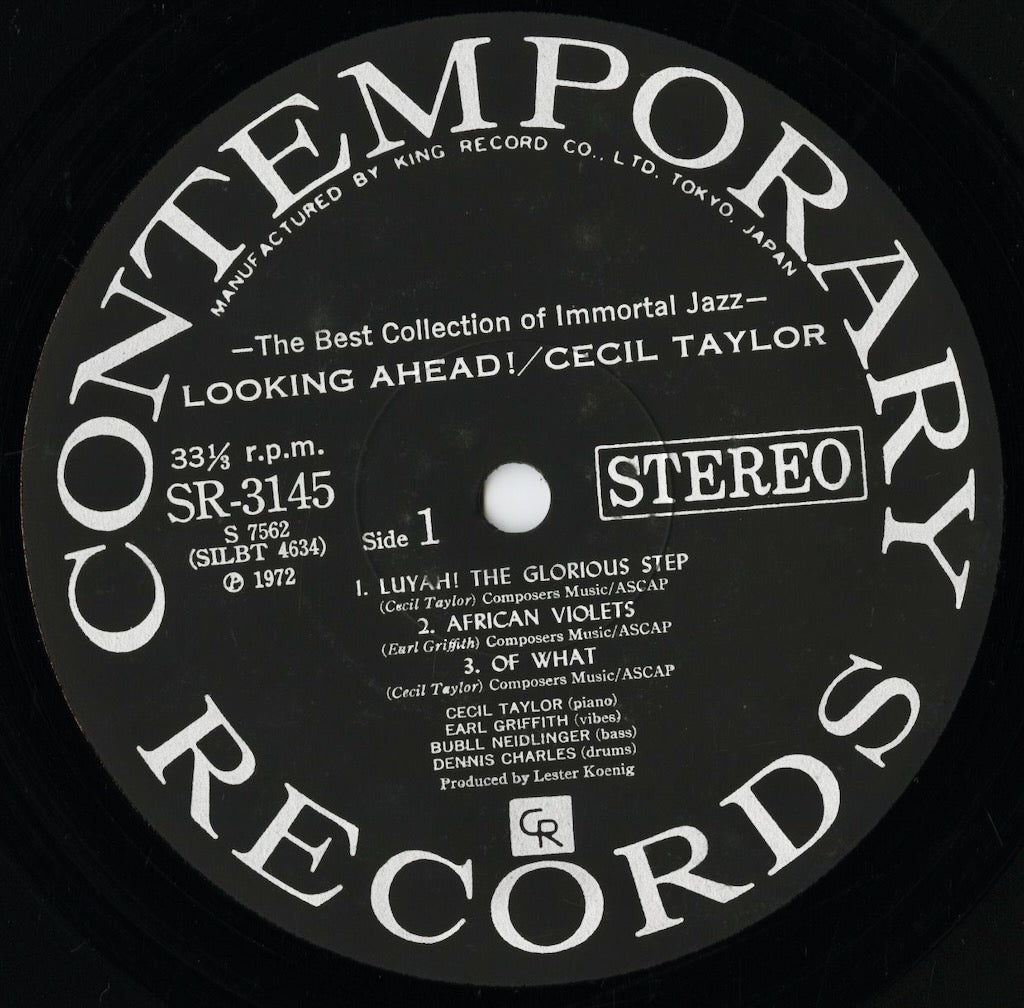 CONTEMPORARY
MANUFACTURED BY KING RECORD CO., LTD. TOKYO. JAPAN
—The Best Collection of Immortal Jazz—
LOOKING AHEAD!/CECIL TAYLOR
33⅓ r.p.m.
SR-3145
S 7562
(SILBT 4634)
℗ 1972
STEREO
Side 1
1. LUYAH! THE GLORIOUS STEP
(Cecil Taylor) Composers Music/ASCAP
2. AFRICAN VIOLETS
(Earl Griffith) Composers Music/ASCAP
3. OF WHAT
(Cecil Taylor) Composers Music/ASCAP
CECIL TAYLOR (piano)
EARL GRIFFITH (vibes)
BUBLL NEIDLINGER (bass)
DENNIS CHARLES (drums)
Produced by Lester Koenig
CR
RECORDS